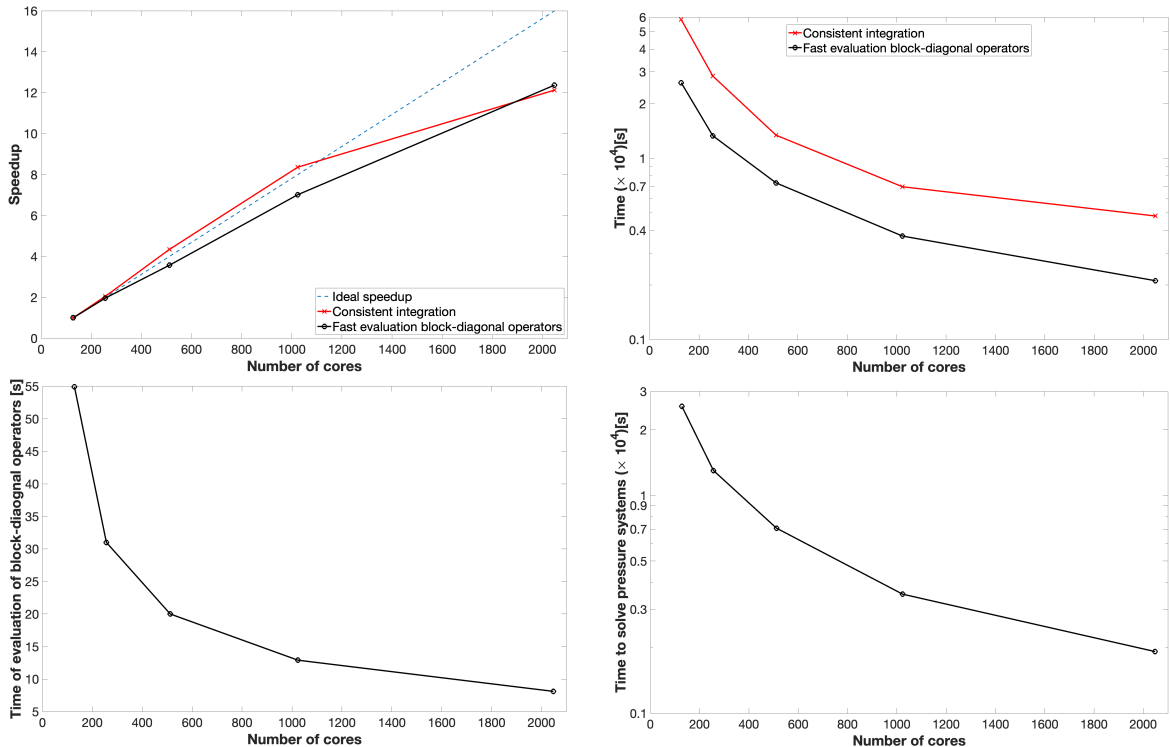 16
14
12
10
8
6
4
2
0
Speedup
Ideal speedup
Consistent integration
Fast evaluation block-diagonal operators
0 200 400 600 800 1000 1200 1400 1600 1800 2000
Number of cores
6
5
4
3
2
1
0.7
0.4
0.1
Time (× 10^4)[s]
Consistent integration
Fast evaluation block-diagonal operators
0 200 400 600 800 1000 1200 1400 1600 1800 2000
Number of cores
55
50
45
40
35
30
25
20
15
10
5
Time of evaluation of block-diaognal operators [s]
0 200 400 600 800 1000 1200 1400 1600 1800 2000
Number of cores
3
2
1
0.9
0.7
0.5
0.3
0.1
Time to solve pressure systems (× 10^4)[s]
0 200 400 600 800 1000 1200 1400 1600 1800 2000
Number of cores